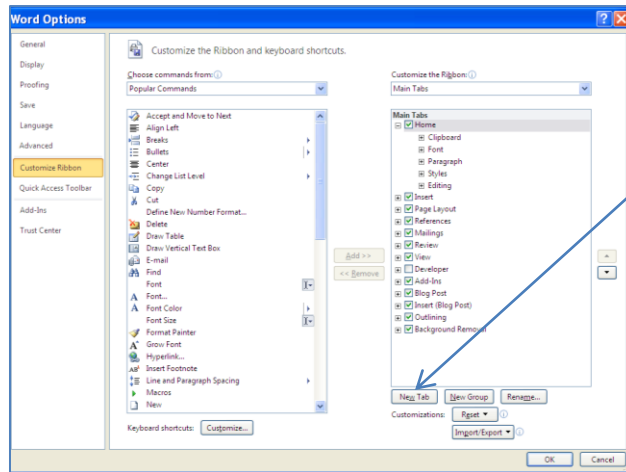 Word Options
General
Display
Proofing
Save
Language
Advanced
Customize Ribbon
Quick Access Toolbar
Add-Ins
Trust Center
Customize the Ribbon and keyboard shortcuts.
Choose commands from:
Popular Commands
Accept and Move to Next
Align Left
Breaks
Bullets
Center
Change List Level
Copy
Cut
Define New Number Format...
Delete
Draw Table
Draw Vertical Text Box
E-mail
Find
Font
Font...
Font Color
Font Size
Format Painter
Grow Font
Hyperlink...
Insert Footnote
Line and Paragraph Spacing
Macros
New
Keyboard shortcuts: Customize...
Add >>
<< Remove
Customize the Ribbon:
Main Tabs
Main Tabs
Home
Clipboard
Font
Paragraph
Styles
Editing
Insert
Page Layout
References
Mailings
Review
View
Developer
Add-Ins
Blog Post
Insert (Blog Post)
Outlining
Background Removal
New Tab New Group Rename...
Customizations: Reset
Import/Export
OK Cancel